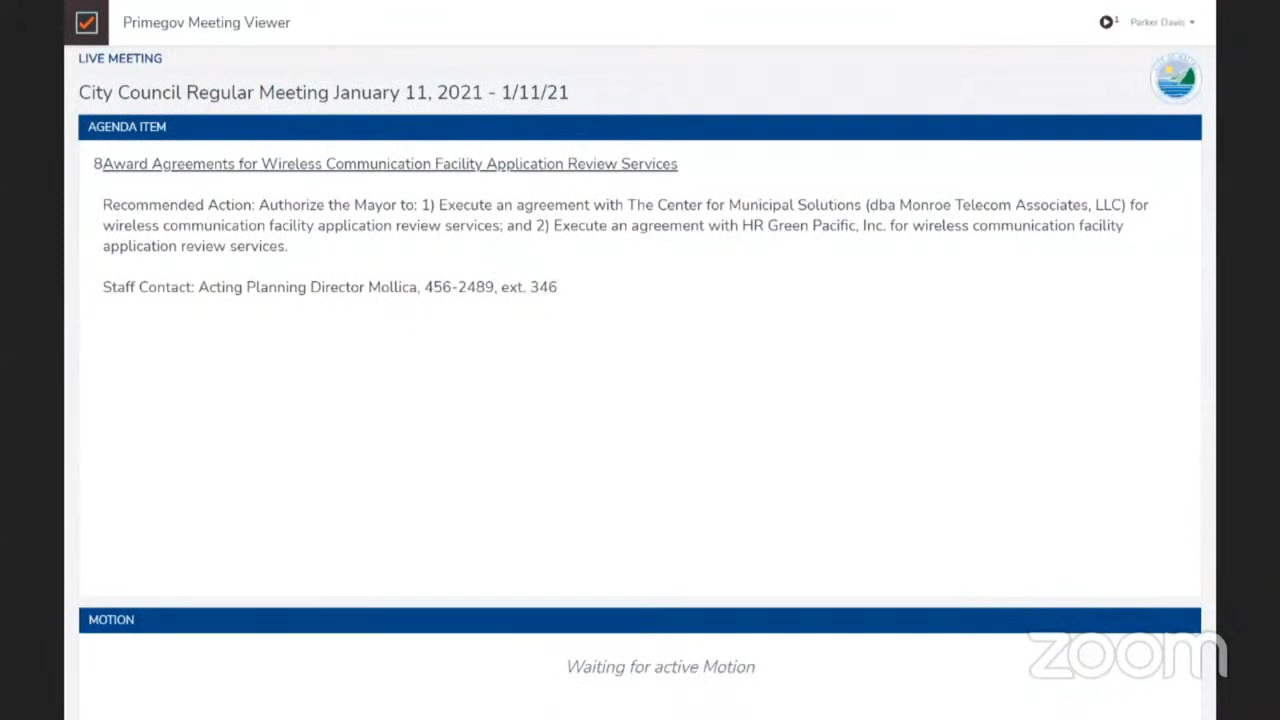 Primegov Meeting Viewer
1 Parker Davis
LIVE MEETING
City Council Regular Meeting January 11, 2021 - 1/11/21
AGENDA ITEM
8Award Agreements for Wireless Communication Facility Application Review Services
Recommended Action: Authorize the Mayor to: 1) Execute an agreement with The Center for Municipal Solutions (dba Monroe Telecom Associates, LLC) for
wireless communication facility application review services; and 2) Execute an agreement with HR Green Pacific, Inc. for wireless communication facility
application review services.
Staff Contact: Acting Planning Director Mollica, 456-2489, ext. 346
MOTION
Waiting for active Motion
zoom